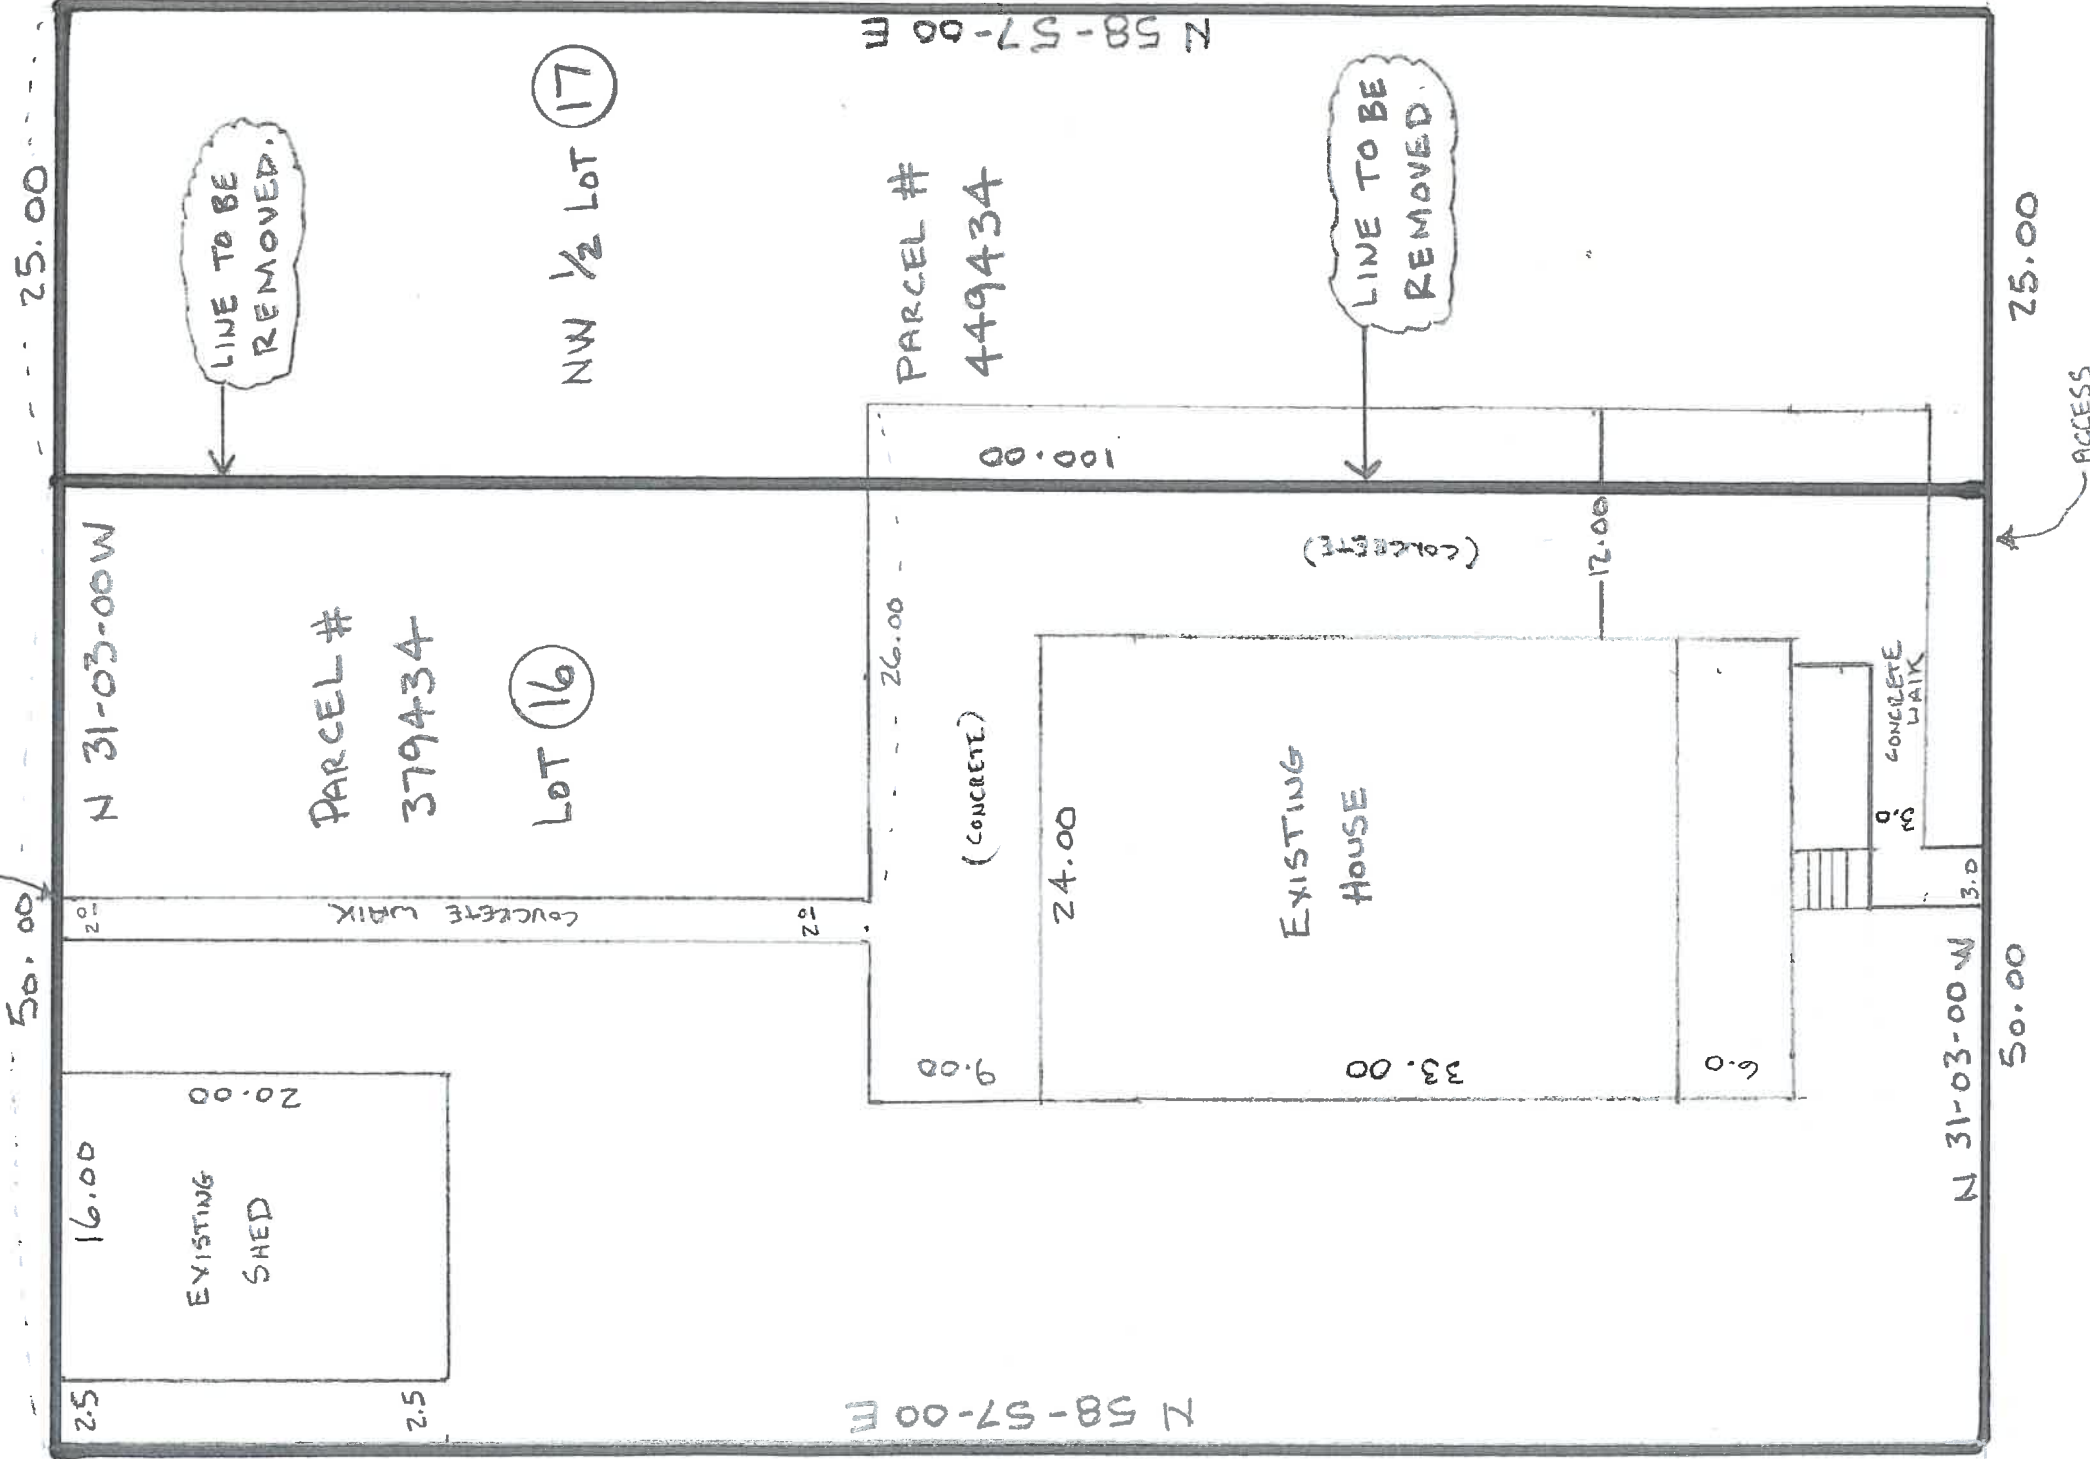 N 58-57-00 E
25.00
LINE TO BE
REMOVED.
NW 1/2 LOT 17
PARCEL #
449434
LINE TO BE
REMOVED.
25.00
100.00
ACCESS
N 31-03-00W
PARCEL #
379434
LOT 16
26.00
(CONCRETE)
(CONCRETE)
12.00
24.00
EXISTING
HOUSE
33.00
9.00
6.0
CONCRETE
WALK
3.0
3.0
50.00
2.0
CONCRETE WALK
2.0
16.00
20.00
EXISTING
SHED
2.5
2.5
N 31-03-00 W
50.00
N 58-57-00 E